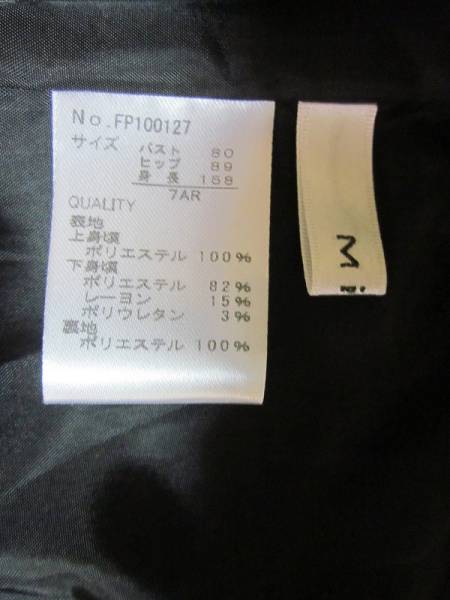 No.FP100127
サイズ バスト 80
ヒップ 89
身長 158
7AR
QUALITY
表地
上身頃
ポリエステル 100%
下身頃
ポリエステル 82%
レーヨン 15%
ポリウレタン 3%
裏地
ポリエステル 100%
M